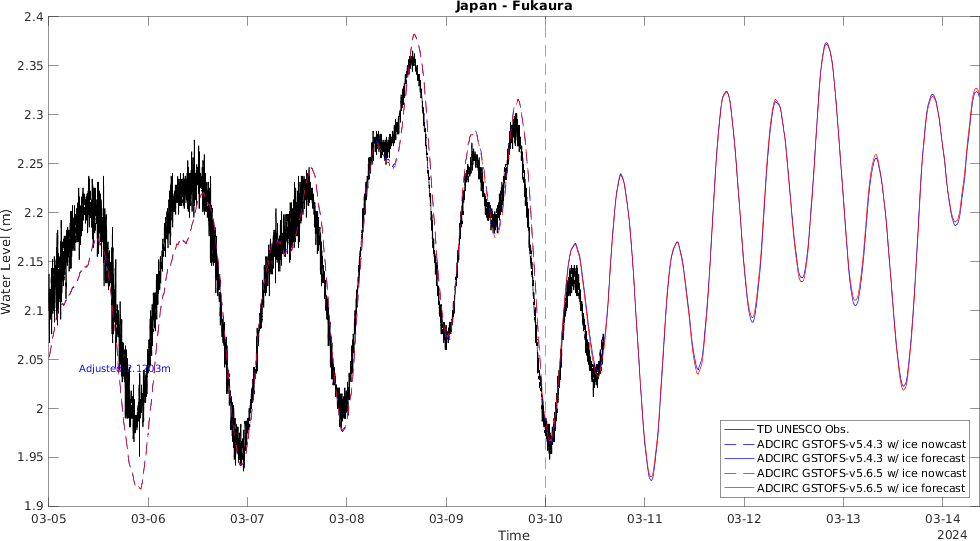 Japan - Fukaura
2.4
2.35
2.3
2.25
2.2
2.15
2.1
2.05
2
1.95
1.9
Water Level (m)
TD UNESCO Obs.
ADCIRC GSTOFS-v5.4.3 w/ ice nowcast
ADCIRC GSTOFS-v5.4.3 w/ ice forecast
ADCIRC GSTOFS-v5.6.5 w/ ice nowcast
ADCIRC GSTOFS-v5.6.5 w/ ice forecast
03-05 03-06 03-07 03-08 03-09 03-10 03-11 03-12 03-13 03-14
Time
2024